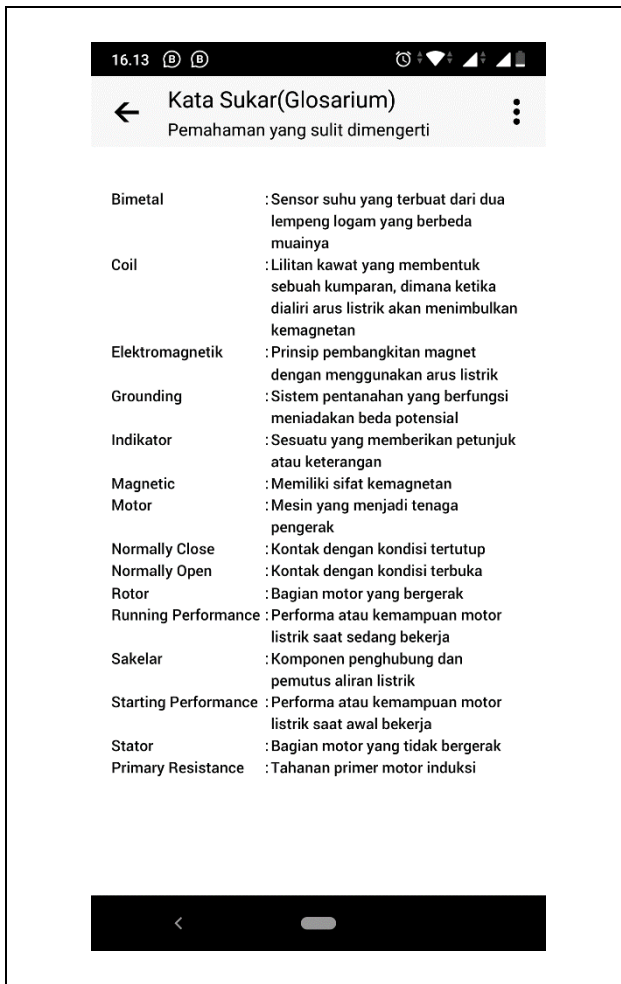 16.13 B B
Kata Sukar(Glosarium)
Pemahaman yang sulit dimengerti
Bimetal : Sensor suhu yang terbuat dari dua
lempeng logam yang berbeda
muainya
Coil : Lilitan kawat yang membentuk
sebuah kumparan, dimana ketika
dialiri arus listrik akan menimbulkan
kemagnetan
Elektromagnetik : Prinsip pembangkitan magnet
dengan menggunakan arus listrik
Grounding : Sistem pentanahan yang berfungsi
meniadakan beda potensial
Indikator : Sesuatu yang memberikan petunjuk
atau keterangan
Magnetic : Memiliki sifat kemagnetan
Motor : Mesin yang menjadi tenaga
pengerak
Normally Close : Kontak dengan kondisi tertutup
Normally Open : Kontak dengan kondisi terbuka
Rotor : Bagian motor yang bergerak
Running Performance : Performa atau kemampuan motor
listrik saat sedang bekerja
Sakelar : Komponen penghubung dan
pemutus aliran listrik
Starting Performance : Performa atau kemampuan motor
listrik saat awal bekerja
Stator : Bagian motor yang tidak bergerak
Primary Resistance : Tahanan primer motor induksi